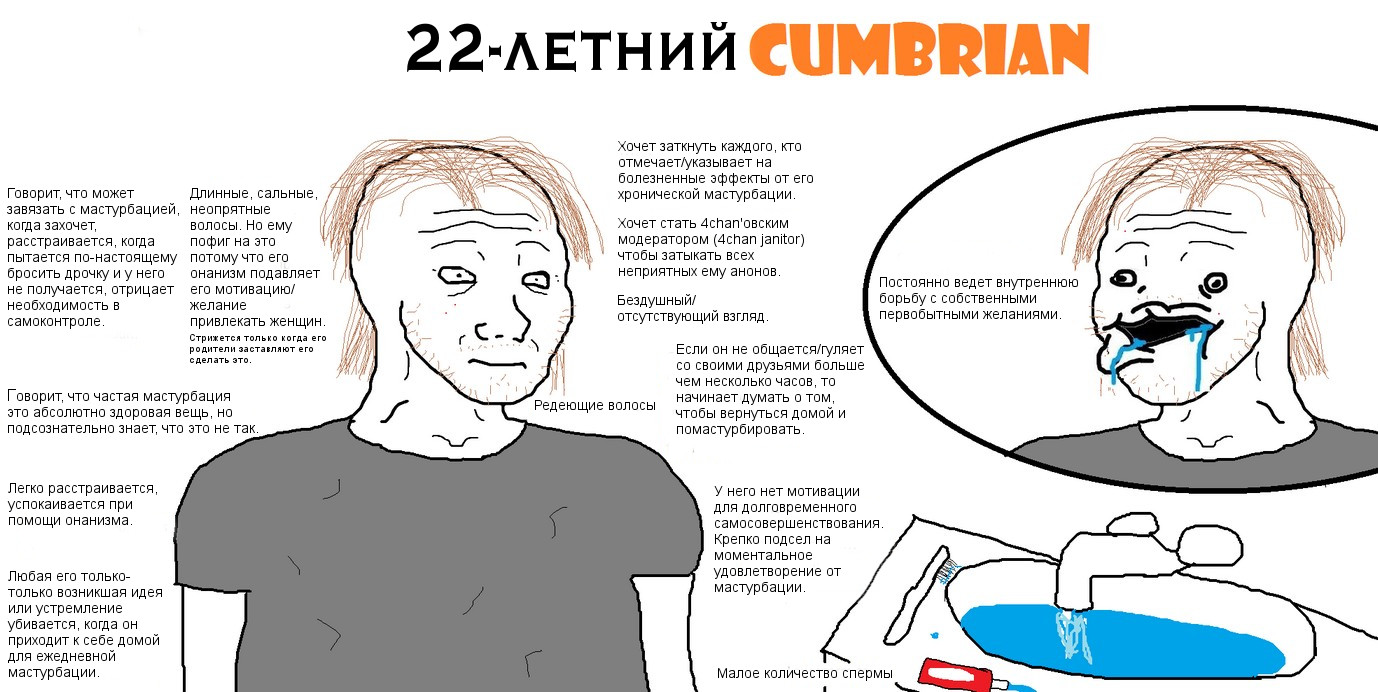 22-ЛЕТНИЙ CUMBRIAN
Говорит, что может
завязать с мастурбацией,
когда захочет,
расстраивается, когда
пытается по-настоящему
бросить дрочку и у него
не получается, отрицает
необходимость в
самоконтроле.
Длинные, сальные,
неопрятные
волосы. Но ему
пофиг на это
потому что его
онанизм подавляет
его мотивацию/
желание
привлекать женщин.
Стрижется только когда его
родители заставляют его
сделать это.
Говорит, что частая мастурбация
это абсолютно здоровая вещь, но
подсознательно знает, что это не так.
Легко расстраивается,
успокаивается при
помощи онанизма.
Любая его только-
только возникшая идея
или устремление
убивается, когда он
приходит к себе домой
для ежедневной
мастурбации.
Хочет заткнуть каждого, кто
отмечает/указывает на
болезненные эффекты от его
хронической мастурбации.
Хочет стать 4chan'овским
модератором (4chan janitor)
чтобы затыкать всех
неприятных ему анонов.
Бездушный/
отсутствующий взгляд.
Если он не общается/гуляет
со своими друзьями больше
чем несколько часов, то
начинает думать о том,
чтобы вернуться домой и
помастурбировать.
Редеющие волосы
У него нет мотивации
для долговременного
самосовершенствования.
Крепко подсел на
моментальное
удовлетворение от
мастурбации.
Малое количество спермы
Постоянно ведет внутреннюю
борьбу с собственными
первобытными желаниями.